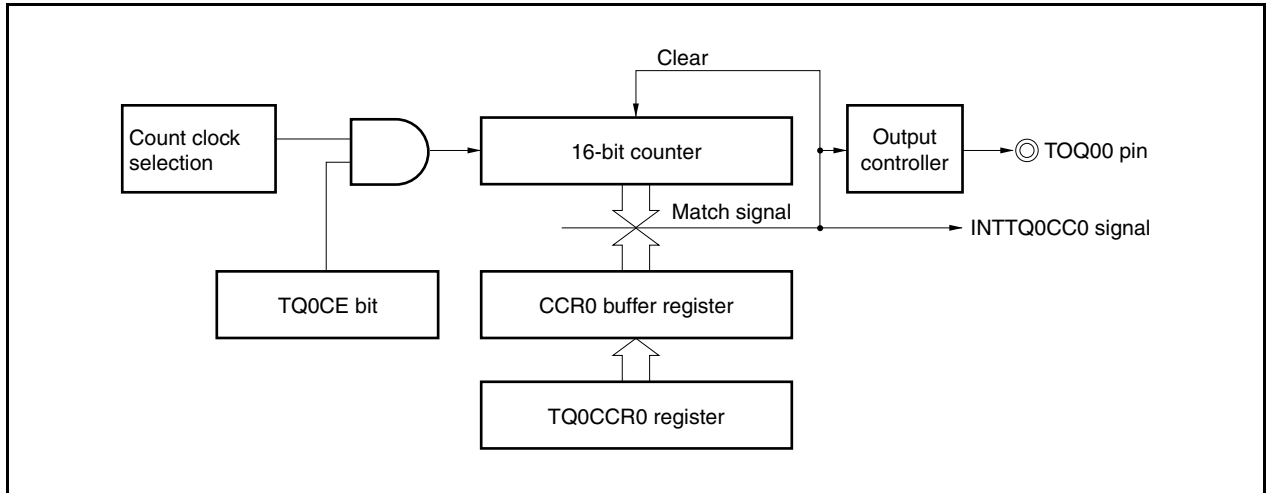 Clear
Count clock
selection
16-bit counter
Output
controller
TOQ00 pin
Match signal
INTTQ0CC0 signal
TQ0CE bit
CCR0 buffer register
TQ0CCR0 register